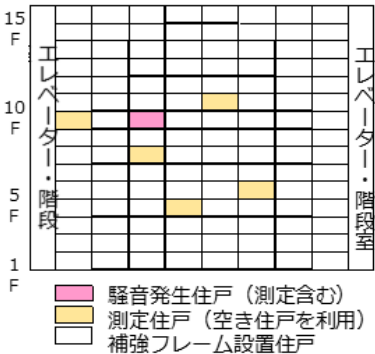 15
F
10
F
5
F
1
F
エレベーター・階段
エレベーター・階段室
騒音発生住戸（測定含む）
測定住戸（空き住戸を利用）
補強フレーム設置住戸